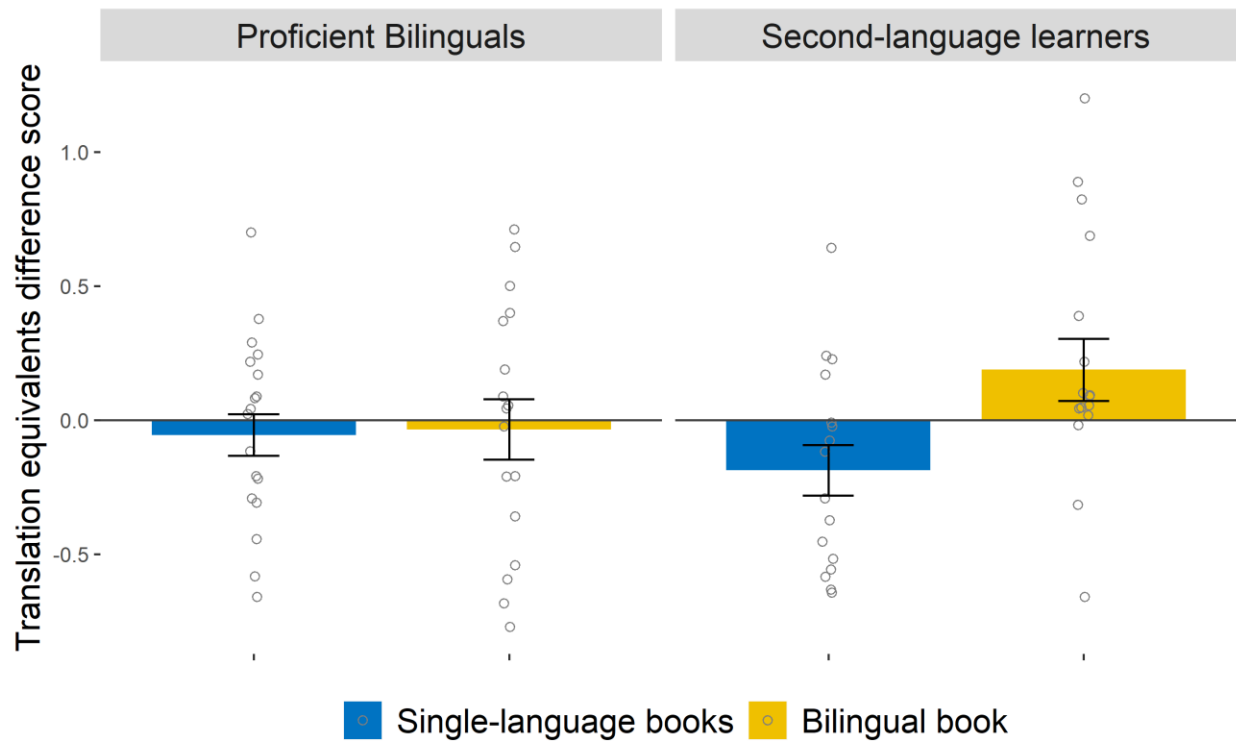 Proficient Bilinguals
Second-language learners
Translation equivalents difference score
1.0
0.5
0.0
-0.5
Single-language books
Bilingual book